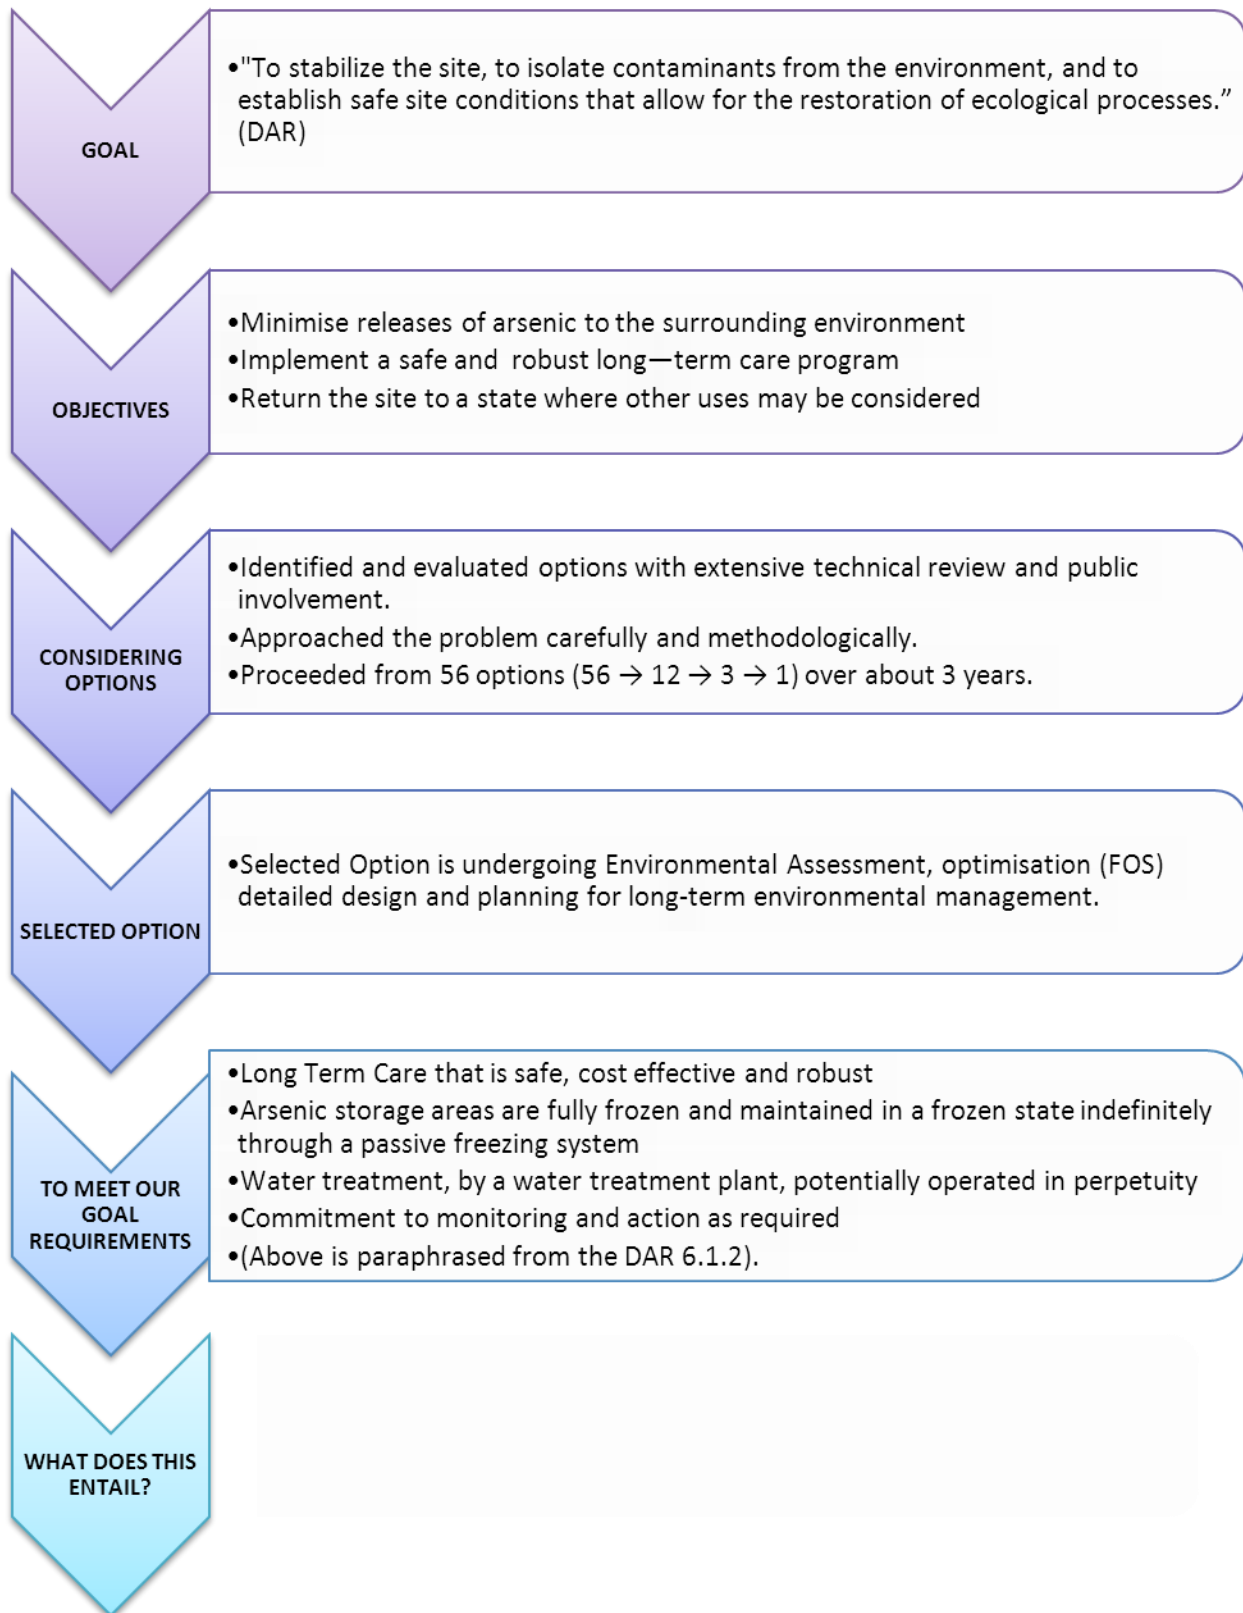 GOAL
•"To stabilize the site, to isolate contaminants from the environment, and to
establish safe site conditions that allow for the restoration of ecological processes.”
(DAR)
OBJECTIVES
•Minimise releases of arsenic to the surrounding environment
•Implement a safe and robust long—term care program
•Return the site to a state where other uses may be considered
CONSIDERING
OPTIONS
•Identified and evaluated options with extensive technical review and public
involvement.
•Approached the problem carefully and methodologically.
•Proceeded from 56 options (56 → 12 → 3 → 1) over about 3 years.
SELECTED OPTION
•Selected Option is undergoing Environmental Assessment, optimisation (FOS)
detailed design and planning for long-term environmental management.
TO MEET OUR
GOAL
REQUIREMENTS
•Long Term Care that is safe, cost effective and robust
•Arsenic storage areas are fully frozen and maintained in a frozen state indefinitely
through a passive freezing system
•Water treatment, by a water treatment plant, potentially operated in perpetuity
•Commitment to monitoring and action as required
•(Above is paraphrased from the DAR 6.1.2).
WHAT DOES THIS
ENTAIL?